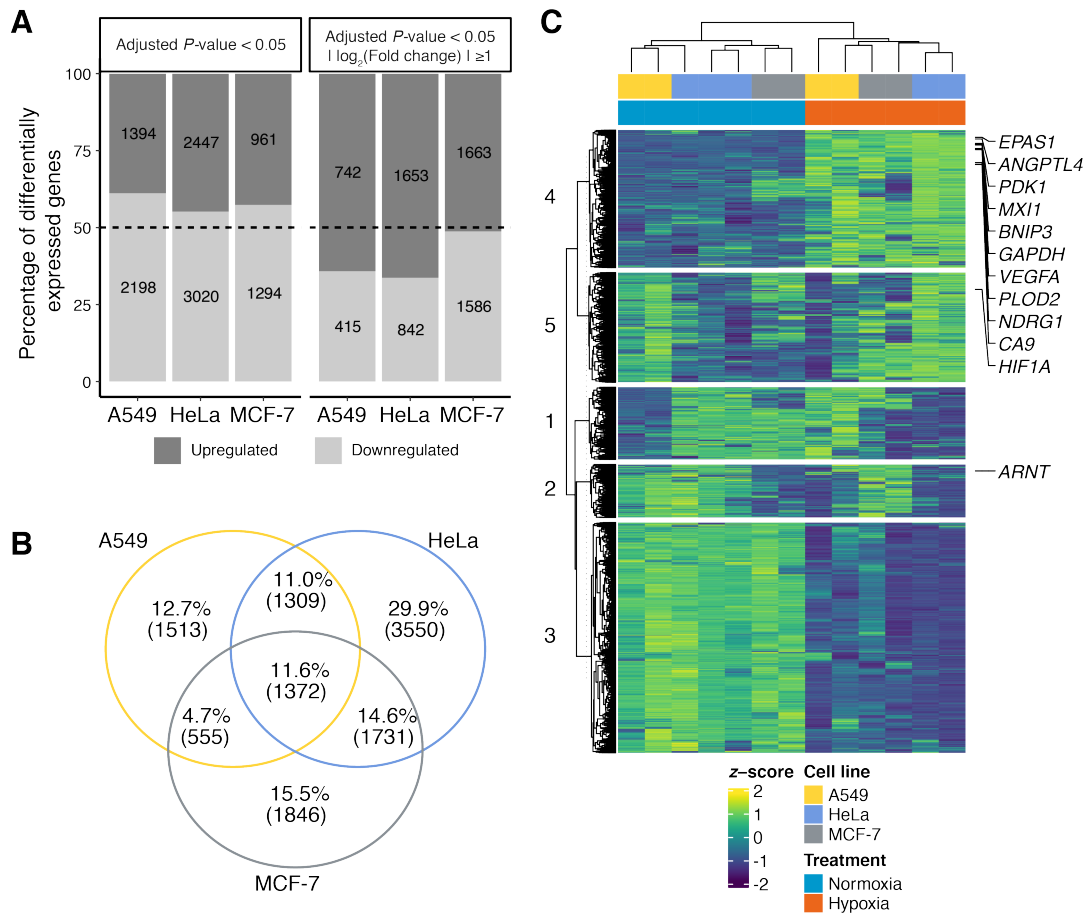 A
Adjusted P-value < 0.05
Adjusted P-value < 0.05
| log2(Fold change) | ≥1
Percentage of differentially
expressed genes
100
75
50
25
0
1394
2447
961
2198
3020
1294
742
1653
1663
415
842
1586
A549 HeLa MCF-7
A549 HeLa MCF-7
Upregulated
Downregulated
B
A549
HeLa
MCF-7
11.0%
(1309)
12.7%
(1513)
29.9%
(3550)
11.6%
(1372)
4.7%
(555)
14.6%
(1731)
15.5%
(1846)
C
4
5
1
2
3
EPAS1
ANGPTL4
PDK1
MXI1
BNIP3
GAPDH
VEGFA
PLOD2
NDRG1
CA9
HIF1A
ARNT
z–score
2
1
0
-1
-2
Cell line
A549
HeLa
MCF-7
Treatment
Normoxia
Hypoxia